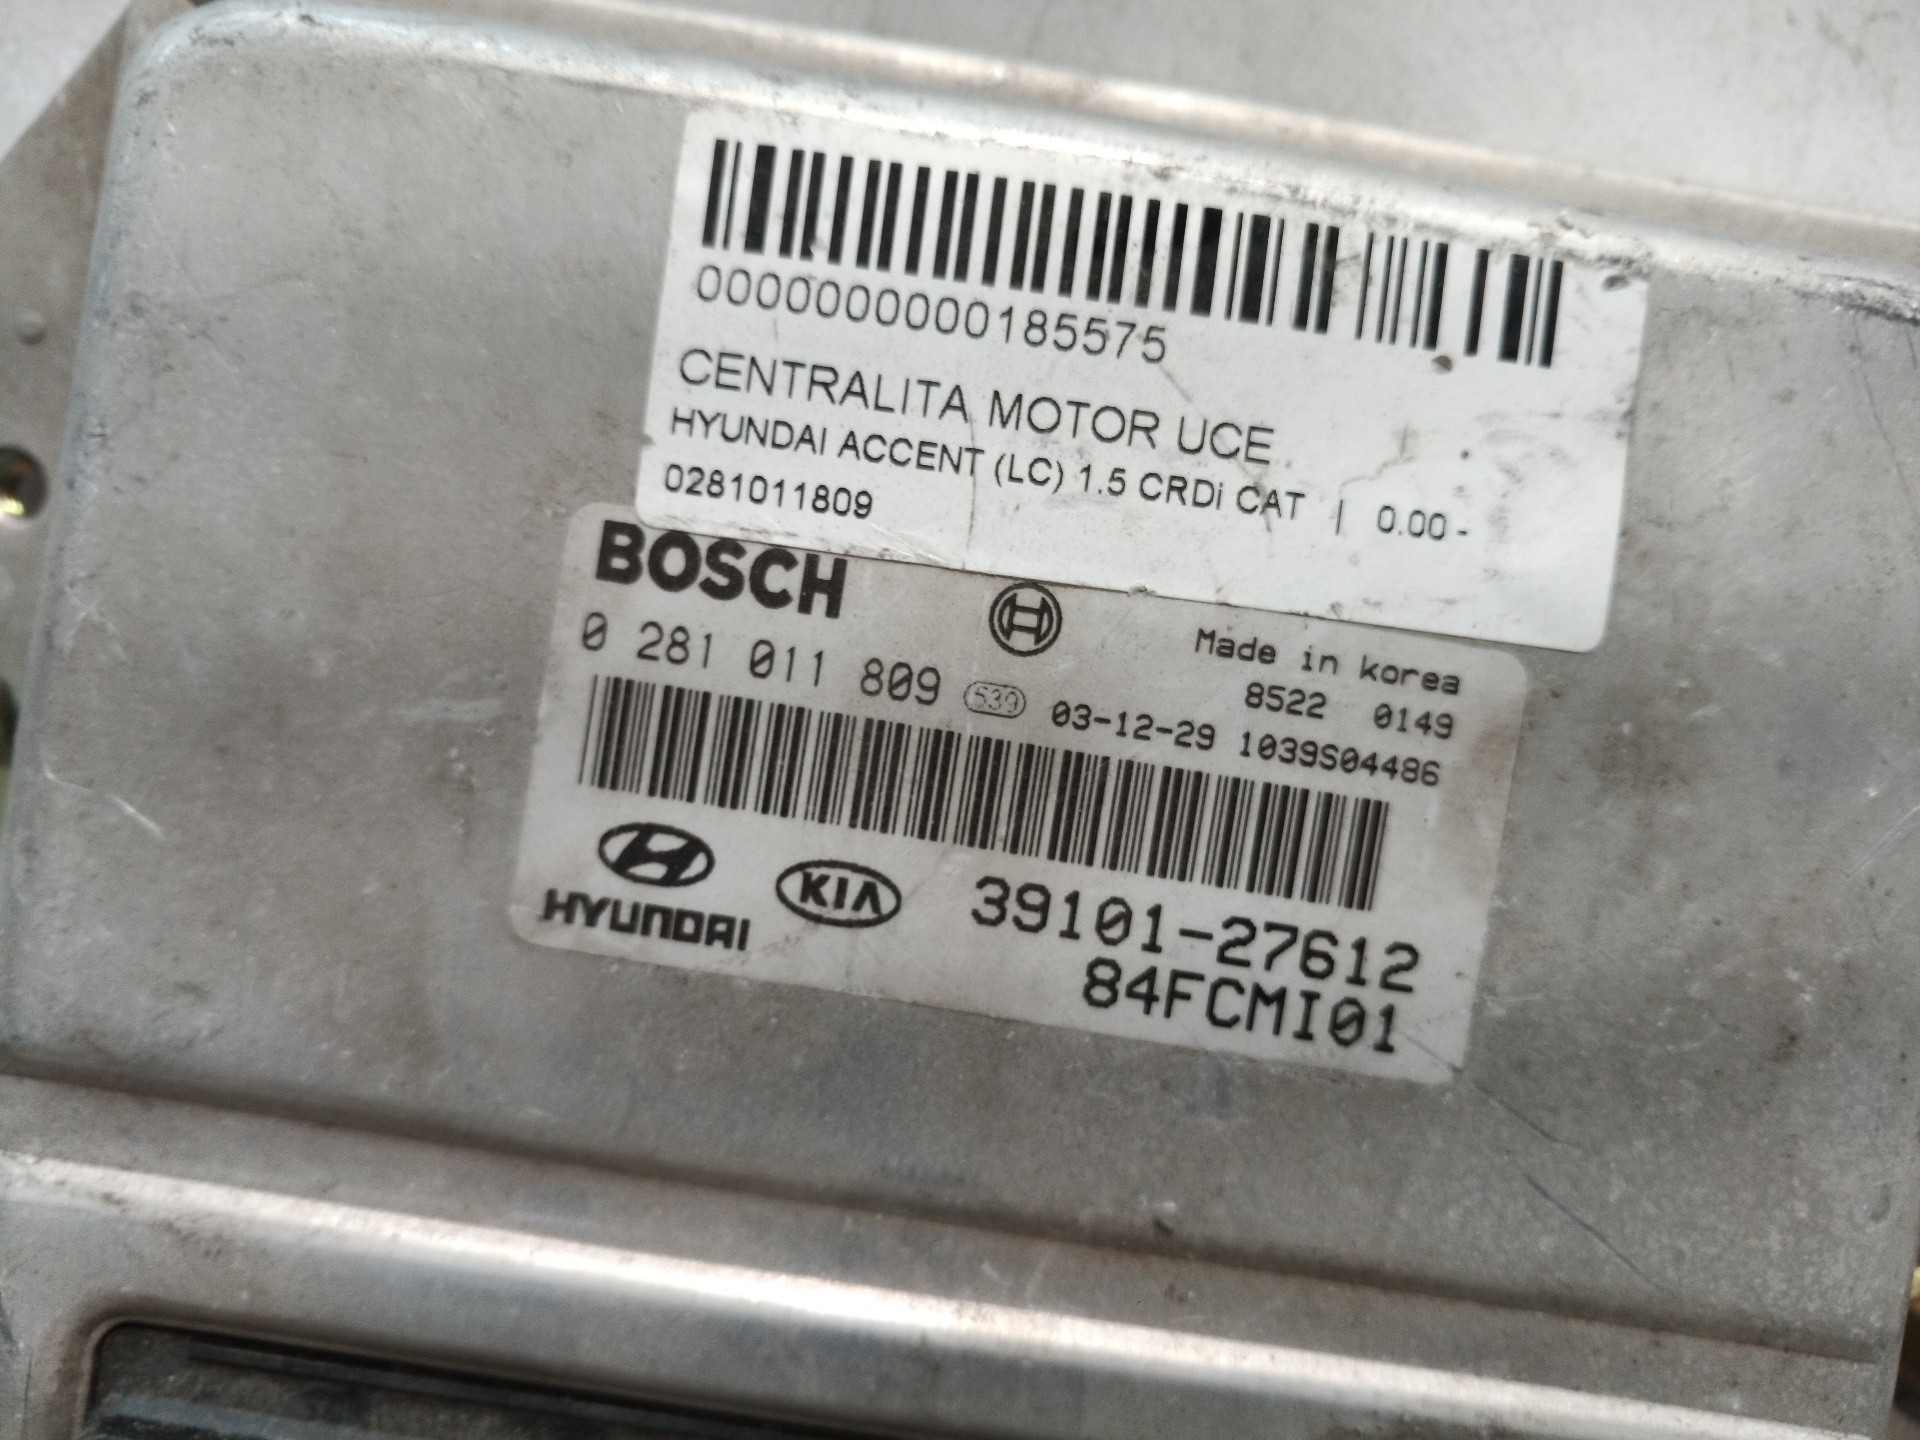 0000000000185575
CENTRALITA MOTOR UCE
HYUNDAI ACCENT (LC) 1.5 CRDi CAT | 0.00 -
0281011809
BOSCH
Made in korea
0 281 011 809 539 8522 0149
03-12-29 1039S04486
HYUNDAI KIA 39101-27612
84FCMI01